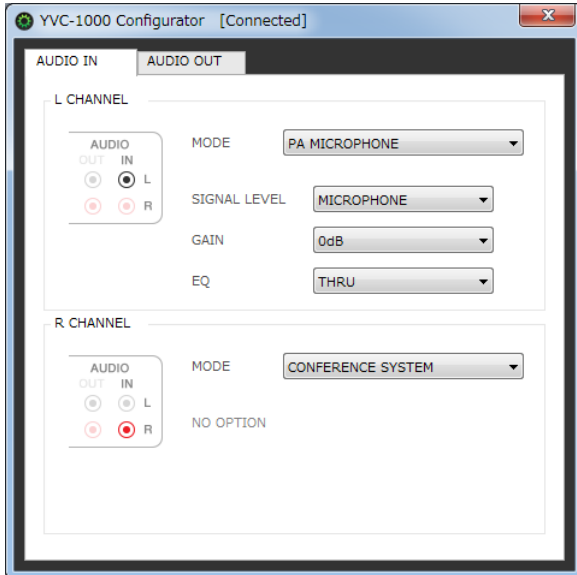 YVC-1000 Configurator [Connected]
x
AUDIO IN AUDIO OUT
L CHANNEL
AUDIO
OUT IN
L
R
MODE PA MICROPHONE
SIGNAL LEVEL MICROPHONE
GAIN 0dB
EQ THRU
R CHANNEL
AUDIO
OUT IN
L
R
MODE CONFERENCE SYSTEM
NO OPTION